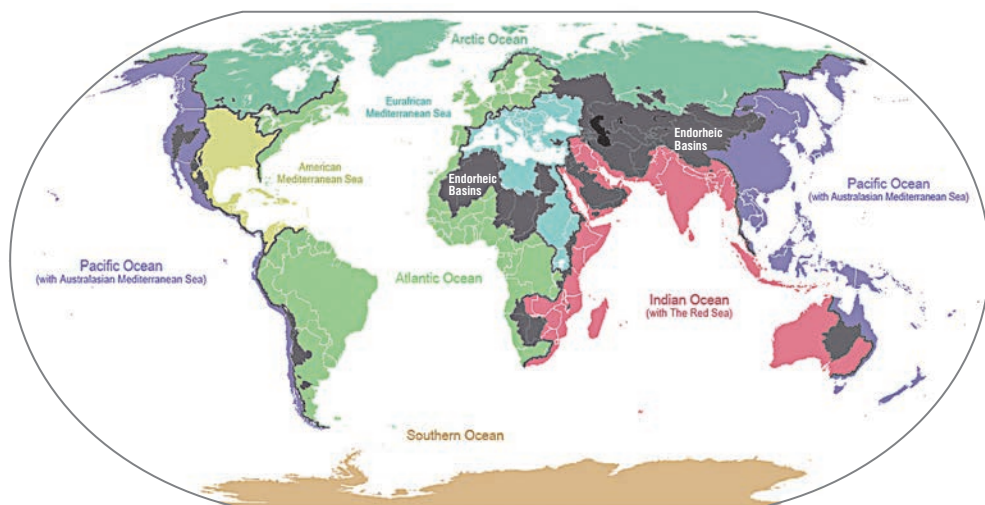 Arctic Ocean
Eurafrican
Mediterranean Sea
Endorheic
Basins
American
Mediterranean Sea
Endorheic
Basins
Pacific Ocean
(with Australasian Mediterranean Sea)
Pacific Ocean
(with Australasian Mediterranean Sea)
Atlantic Ocean
Indian Ocean
(with The Red Sea)
Southern Ocean